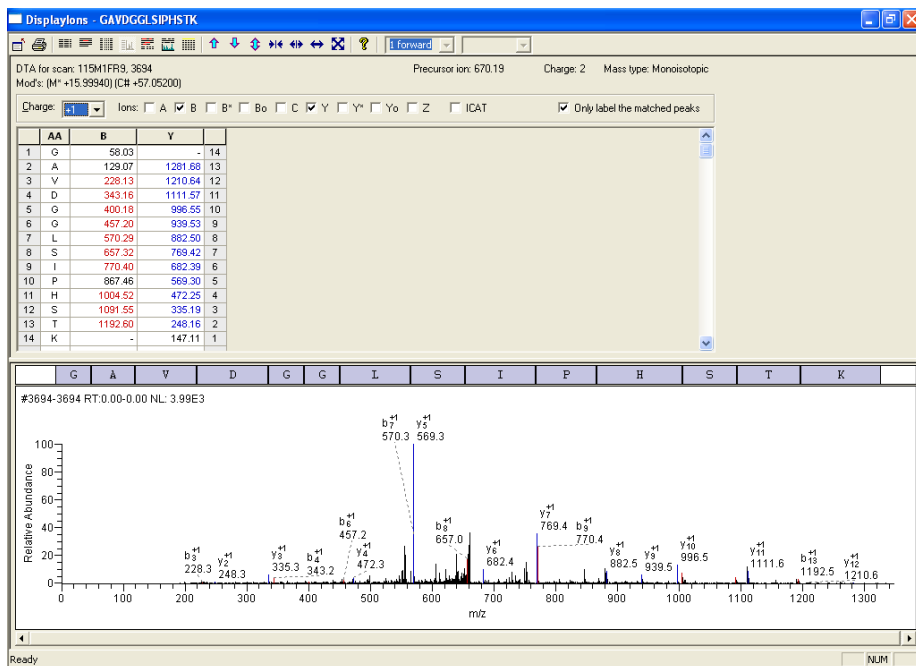 DisplayIons - GAVDGGLSIPHSTK
1 forward
DTA for scan: 115M1FR9, 3694 Precursor ion: 670.19 Charge: 2 Mass type: Monoisotopic
Mod's: (M* +15.99940) (C# +57.05200)
Charge: +1 Ions: A B B* Bo C Y Y* Yo Z ICAT Only label the matched peaks
AA B Y
1 G 58.03 - 14
2 A 129.07 1281.68 13
3 V 228.13 1210.64 12
4 D 343.16 1111.57 11
5 G 400.18 996.55 10
6 G 457.20 939.53 9
7 L 570.29 882.50 8
8 S 657.32 769.42 7
9 I 770.40 682.39 6
10 P 867.46 569.30 5
11 H 1004.52 472.25 4
12 S 1091.55 335.19 3
13 T 1192.60 248.16 2
14 K - 147.11 1
G A V D G G L S I P H S T K
#3694-3694 RT:0.00-0.00 NL: 3.99E3
b7+1 y5+1
570.3 569.3
100
80
60
40
20
0
Relative Abundance
b3+1
228.3
y2+1
248.3
y3+1
335.3
b4+1
343.2
b6+1
457.2
y4+1
472.3
b8+1
657.0
y6+1
682.4
y7+1
769.4
b9+1
770.4
y8+1
882.5
y9+1
939.5
y10+1
996.5
y11+1
1111.6
b13+1
1192.5
y12+1
1210.6
0 100 200 300 400 500 600 700 800 900 1000 1100 1200 1300
m/z
Ready NUM